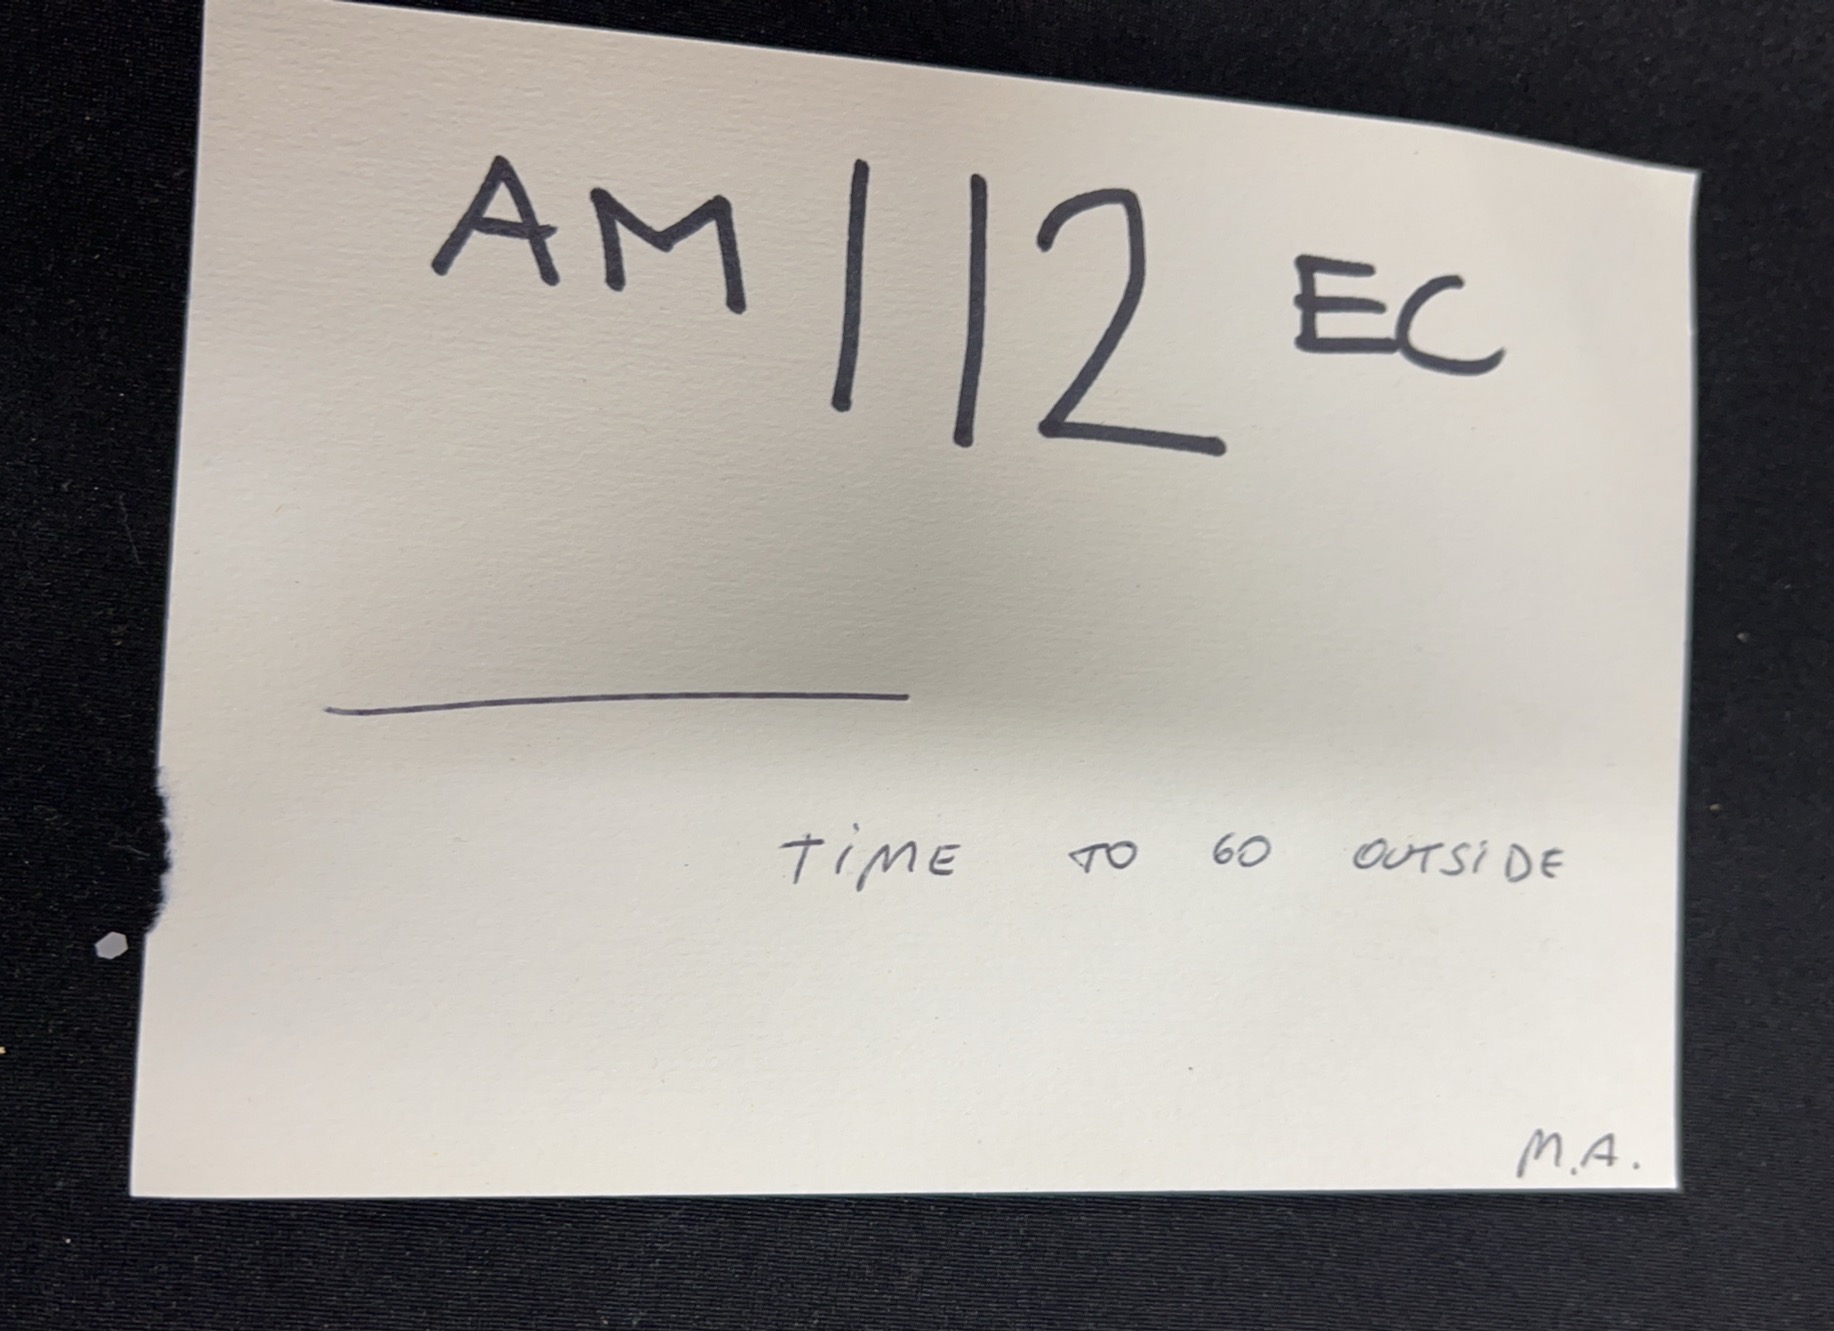 AM 112 EC
TiME TO GO OUTSiDE
M.A.